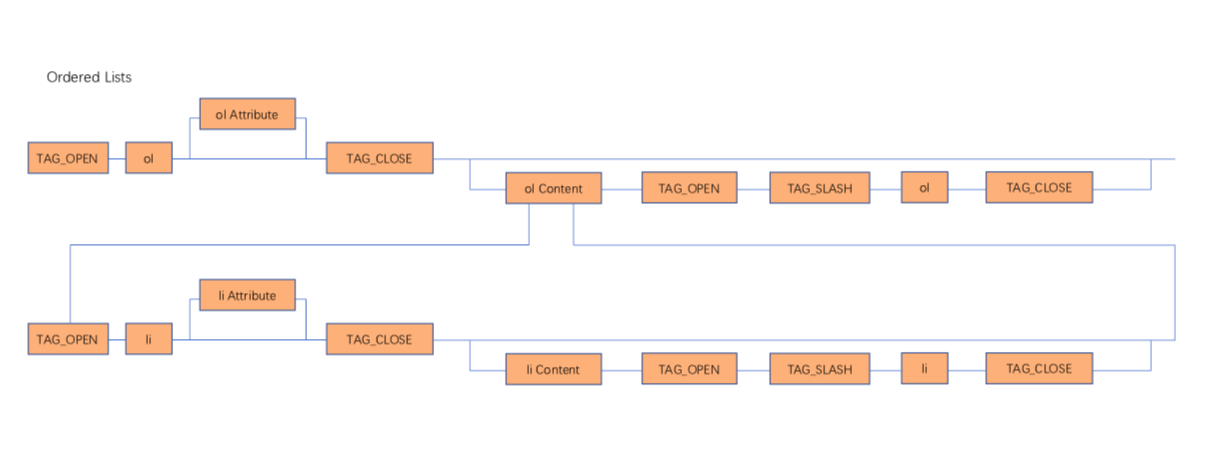 Ordered Lists
ol Attribute
TAG_OPEN ol TAG_CLOSE
ol Content TAG_OPEN TAG_SLASH ol TAG_CLOSE
li Attribute
TAG_OPEN li TAG_CLOSE
li Content TAG_OPEN TAG_SLASH li TAG_CLOSE